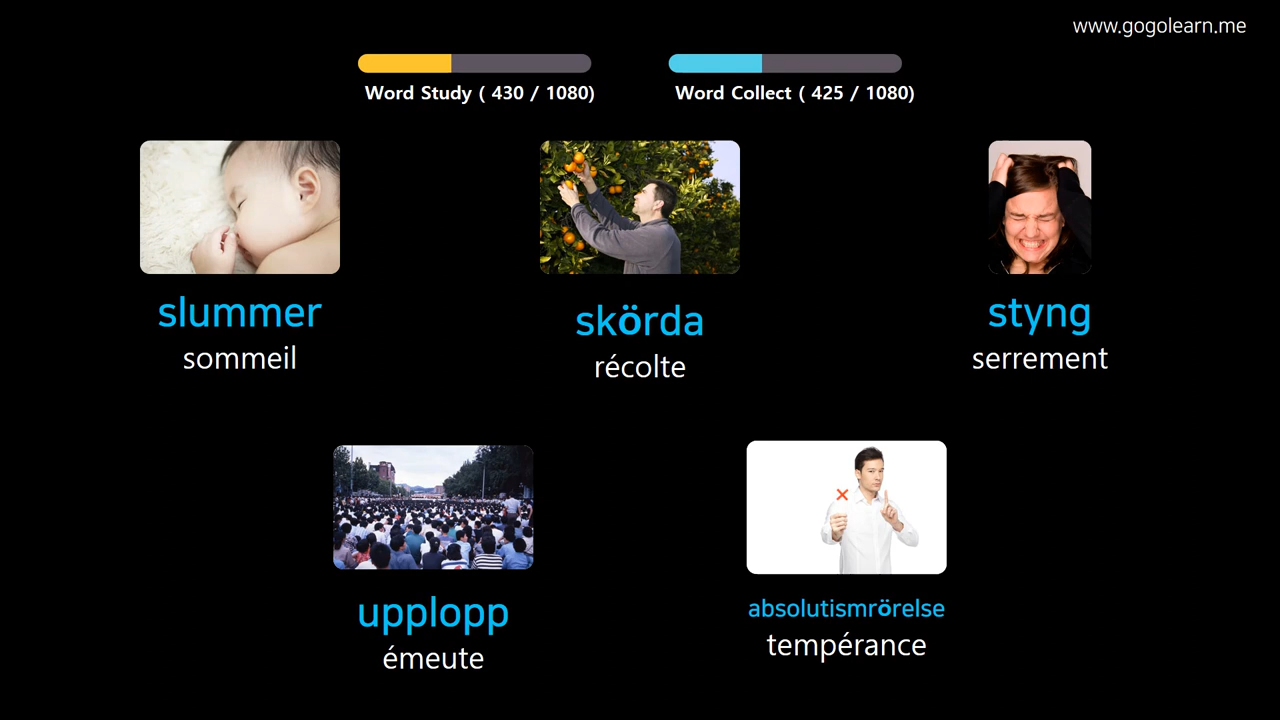 www.gogolearn.me
Word Study ( 430 / 1080)
Word Collect ( 425 / 1080)
slummer
sommeil
skörda
récolte
styng
serrement
upplopp
émeute
absolutismrörelse
tempérance